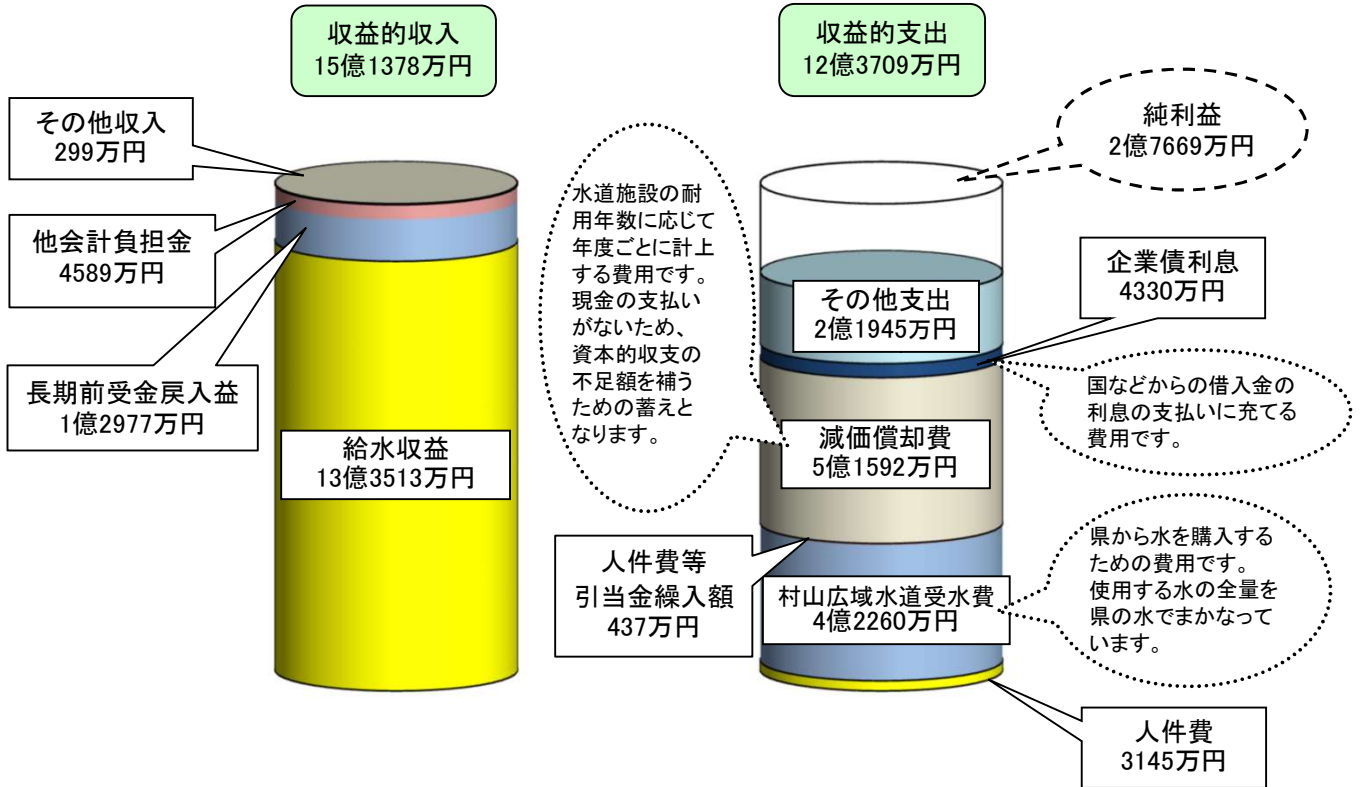 収益的収入
15億1378万円
その他収入
299万円
他会計負担金
4589万円
長期前受金戻入益
1億2977万円
給水収益
13億3513万円
収益的支出
12億3709万円
純利益
2億7669万円
水道施設の耐
用年数に応じて
年度ごとに計上
する費用です。
現金の支払い
がないため、
資本的収支の
不足額を補う
ための蓄えと
なります。
その他支出
2億1945万円
企業債利息
4330万円
国などからの借入金の
利息の支払いに充てる
費用です。
減価償却費
5億1592万円
人件費等
引当金繰入額
437万円
村山広域水道受水費
4億2260万円
県から水を購入する
ための費用です。
使用する水の全量を
県の水でまかなって
います。
人件費
3145万円